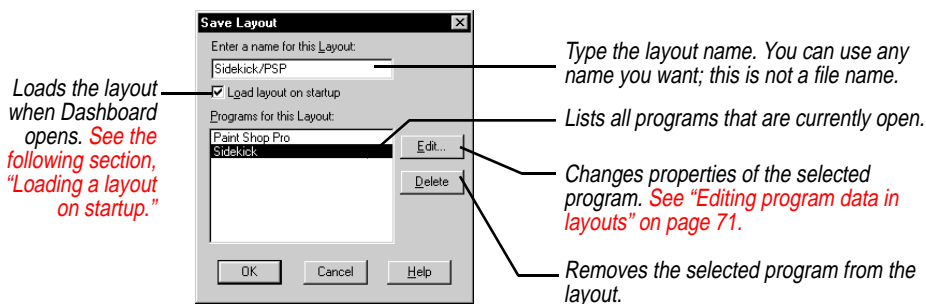 Save Layout
Enter a name for this Layout:
Sidekick/PSP
Load layout on startup
Programs for this Layout:
Paint Shop Pro
Sidekick
Edit...
Delete
OK
Cancel
Help
Loads the layout
when Dashboard
opens. See the
following section,
“Loading a layout
on startup.”
Type the layout name. You can use any
name you want; this is not a file name.
Lists all programs that are currently open.
Changes properties of the selected
program. See “Editing program data in
layouts” on page 71.
Removes the selected program from the
layout.